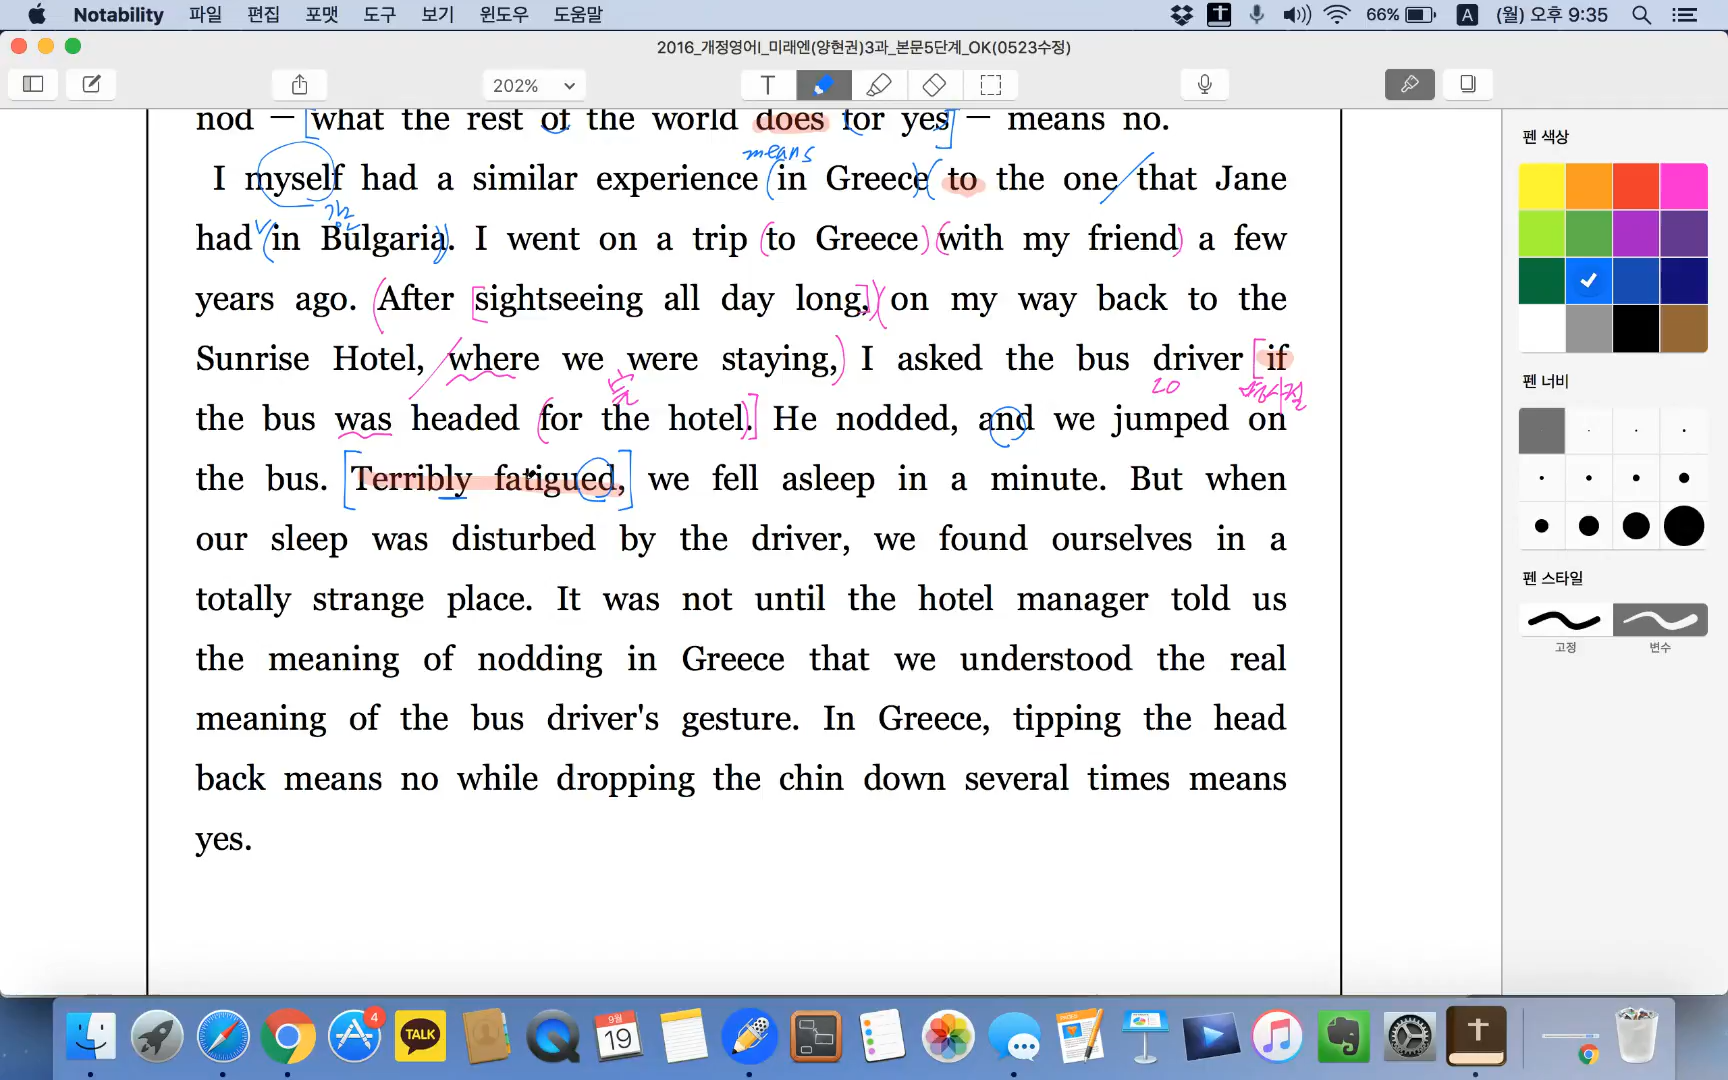 Notability 파일 편집 포맷 도구 보기 윈도우 도움말 66% A (월) 오후 9:35
2016_개정영어I_미래엔(양현권)3과_본문5단계_OK(0523수정)
202% T
nod — [what the rest of the world does for yes] — means no.
means
I myself had a similar experience (in Greece) (to the one / that Jane
had (in Bulgaria). I went on a trip (to Greece) (with my friend) a few
years ago. (After [sightseeing all day long,]) (on my way back to the
Sunrise Hotel, / where we were staying,) I asked the bus driver [if
the bus was headed (for the hotel.)] He nodded, and we jumped on
the bus. [Terribly fatigued,] we fell asleep in a minute. But when
our sleep was disturbed by the driver, we found ourselves in a
totally strange place. It was not until the hotel manager told us
the meaning of nodding in Greece that we understood the real
meaning of the bus driver's gesture. In Greece, tipping the head
back means no while dropping the chin down several times means
yes.
펜 색상
펜 너비
펜 스타일
고정 변수
4
TALK
9월
19